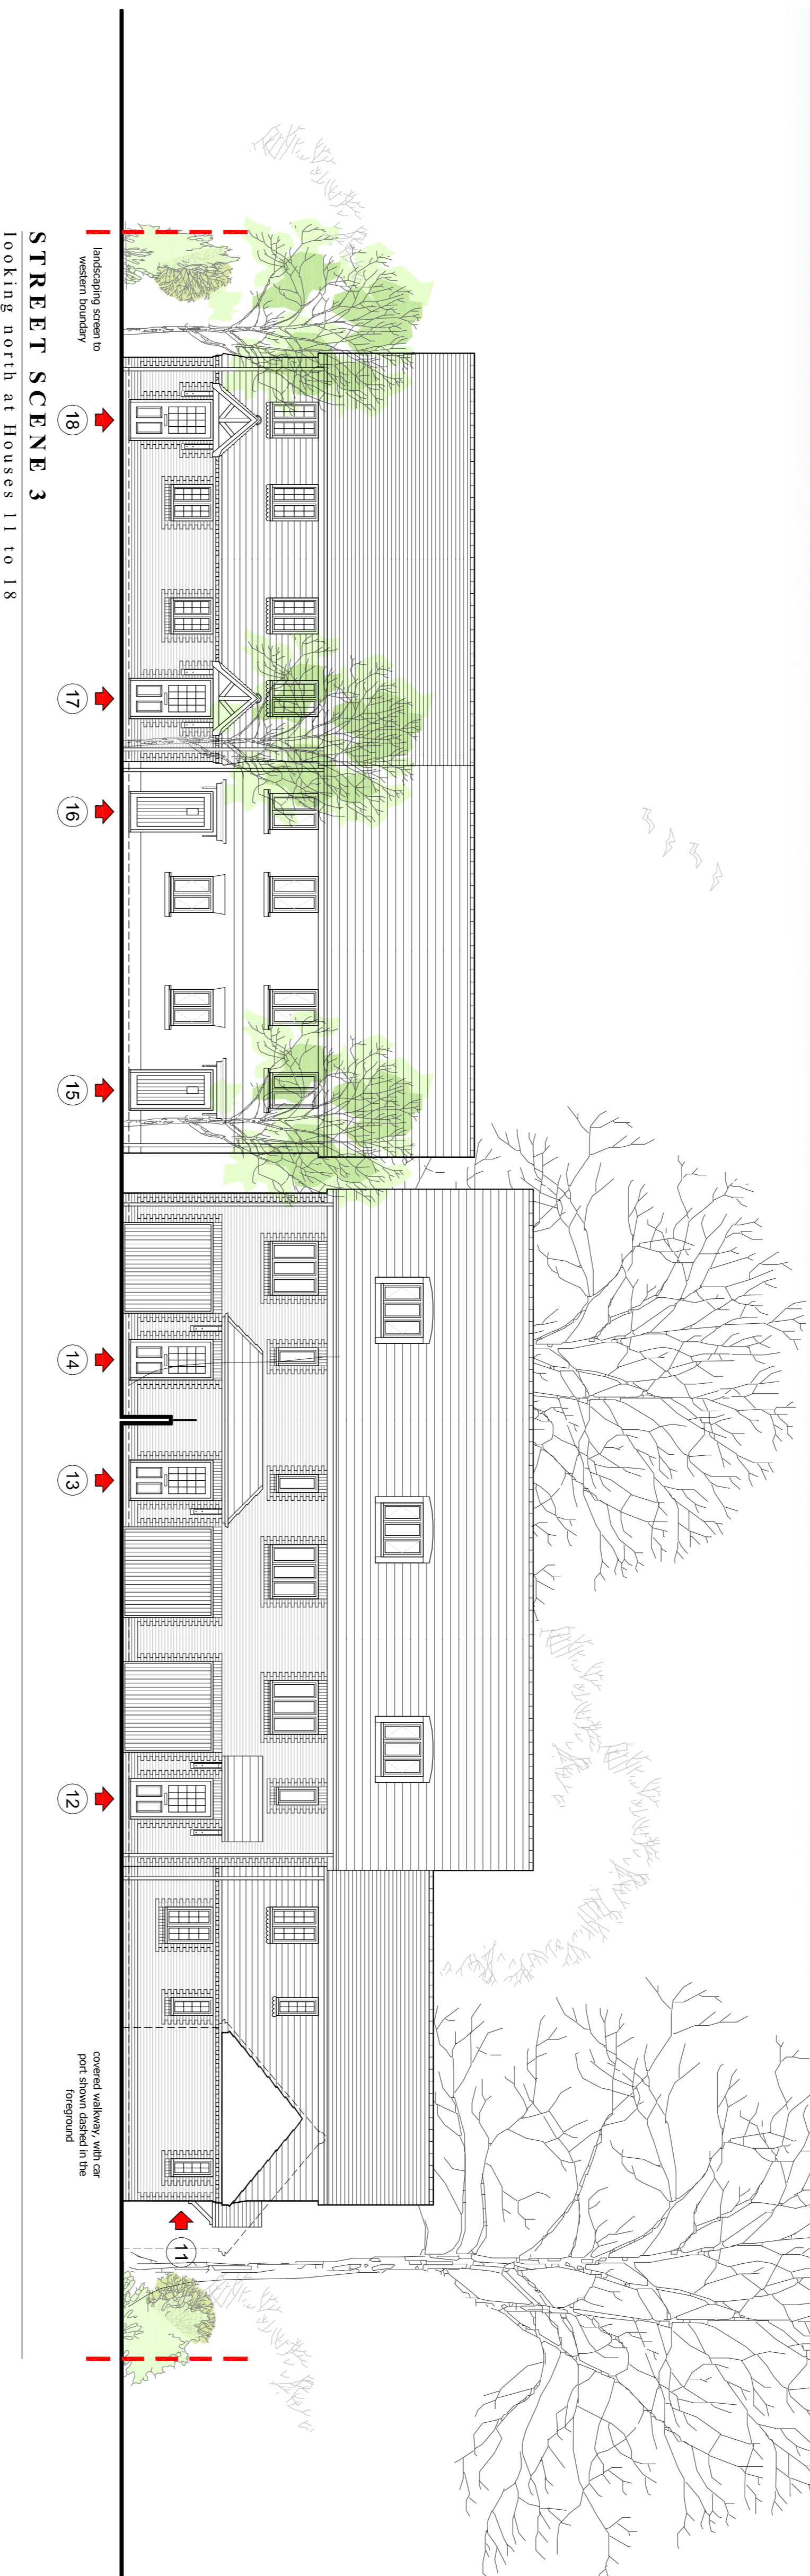 landscaping screen to
western boundary
18
17
16
15
14
13
12
11
covered walkway, with car
port shown dashed in the
foreground
STREET SCENE 3
looking north at Houses 11 to 18